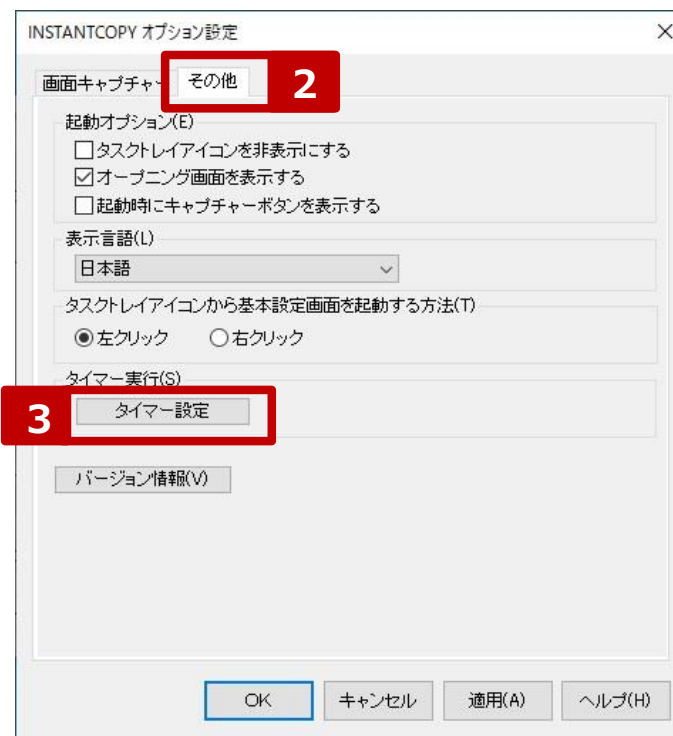 INSTANTCOPY オプション設定
画面キャプチャー その他 2
起動オプション(E)
タスクトレイアイコンを非表示にする
オープニング画面を表示する
起動時にキャプチャーボタンを表示する
表示言語(L)
日本語
タスクトレイアイコンから基本設定画面を起動する方法(T)
左クリック 右クリック
タイマー実行(S)
3 タイマー設定
バージョン情報(V)
OK キャンセル 適用(A) ヘルプ(H)